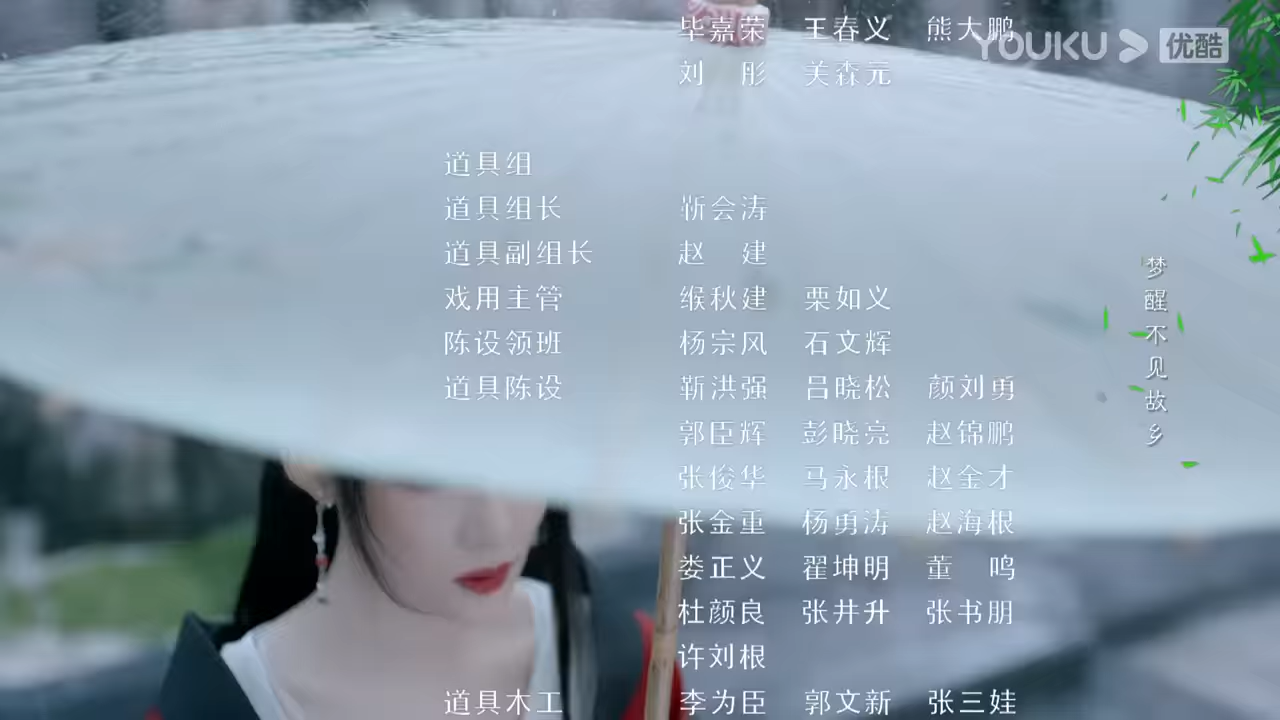 毕嘉荣 王春义 熊大鹏
YOUKU 优酷
刘 彤 关森元
道具组
道具组长 靳会涛
道具副组长 赵 建
戏用主管 缑秋建 栗如义
陈设领班 杨宗风 石文辉
道具陈设 靳洪强 吕晓松 颜刘勇
郭臣辉 彭晓亮 赵锦鹏
张俊华 马永根 赵金才
张金重 杨勇涛 赵海根
娄正义 翟坤明 董 鸣
杜颜良 张井升 张书朋
许刘根
道具木工 李为臣 郭文新 张三娃
梦醒不见故乡